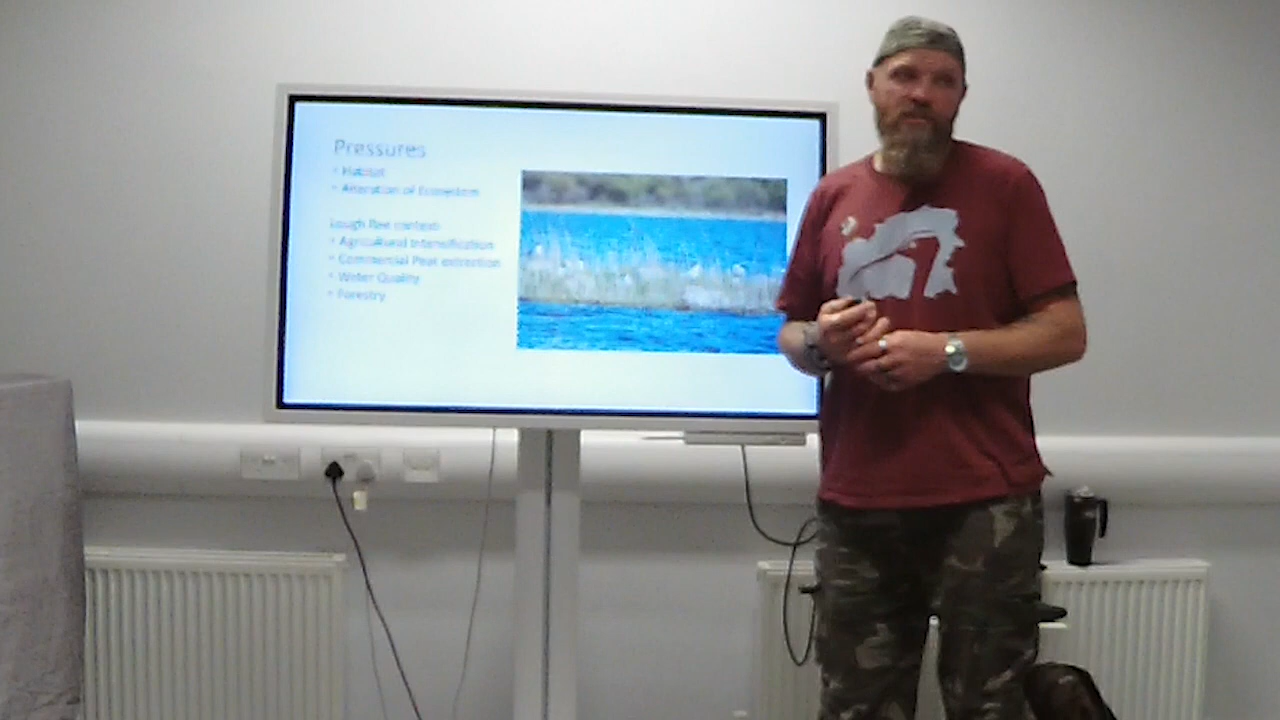 Pressures
• Habitat
• Alteration of Ecosystem
Lough Ree context:
• Agricultural Intensification
• Commercial Peat extraction
• Water Quality
• Forestry